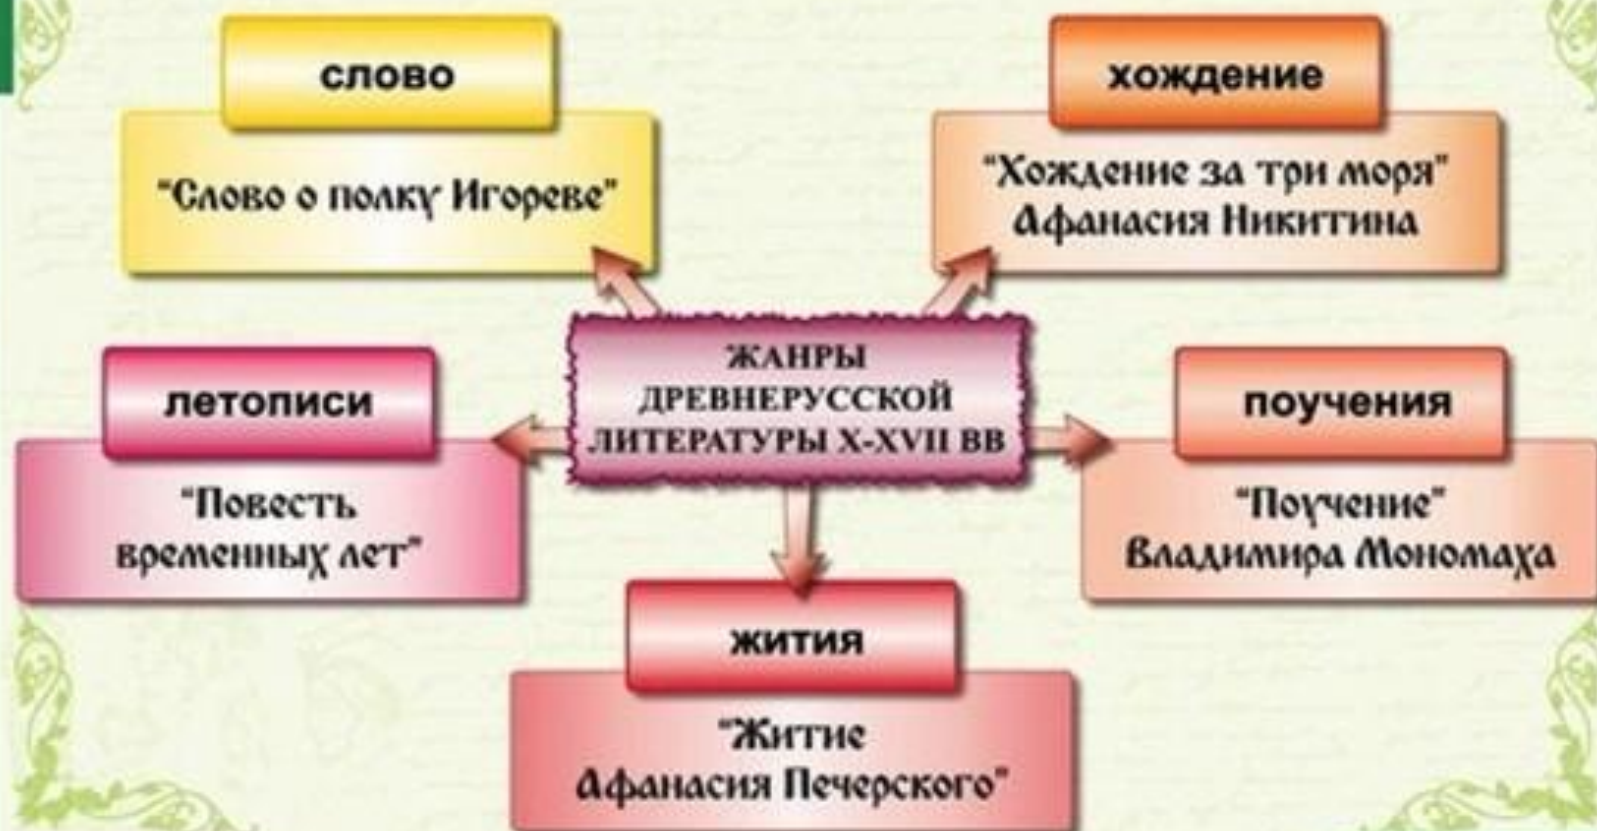 слово
"Слово о полку Игореве"
хождение
"Хождение за три моря"
Афанасия Никитина
ЖАНРЫ
ДРЕВНЕРУССКОЙ
ЛИТЕРАТУРЫ X-XVII ВВ
летописи
"Повесть
временных лет"
поучения
"Поучение"
Владимира Мономаха
жития
"Житие
Афанасия Печерского"